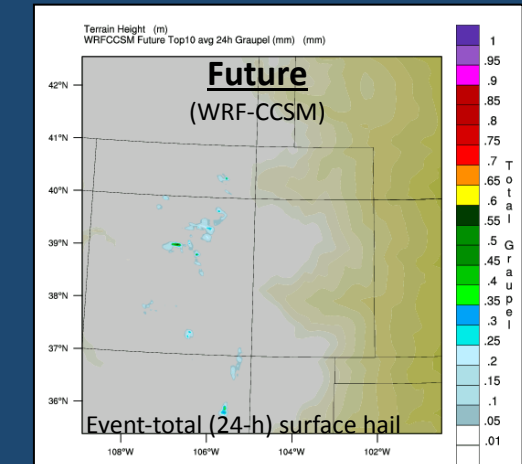 Terrain Height (m)
WRFCCSM Future Top10 avg 24h Graupel (mm) (mm)
Future
(WRF-CCSM)
42°N
41°N
40°N
39°N
38°N
37°N
36°N
Event-total (24-h) surface hail
108°W 106°W 104°W 102°W
1
.95
.9
.85
.8
.75
.7
.65
.6
.55
.5
.45
.4
.35
.3
.25
.2
.15
.1
.05
.01
Total Graupel